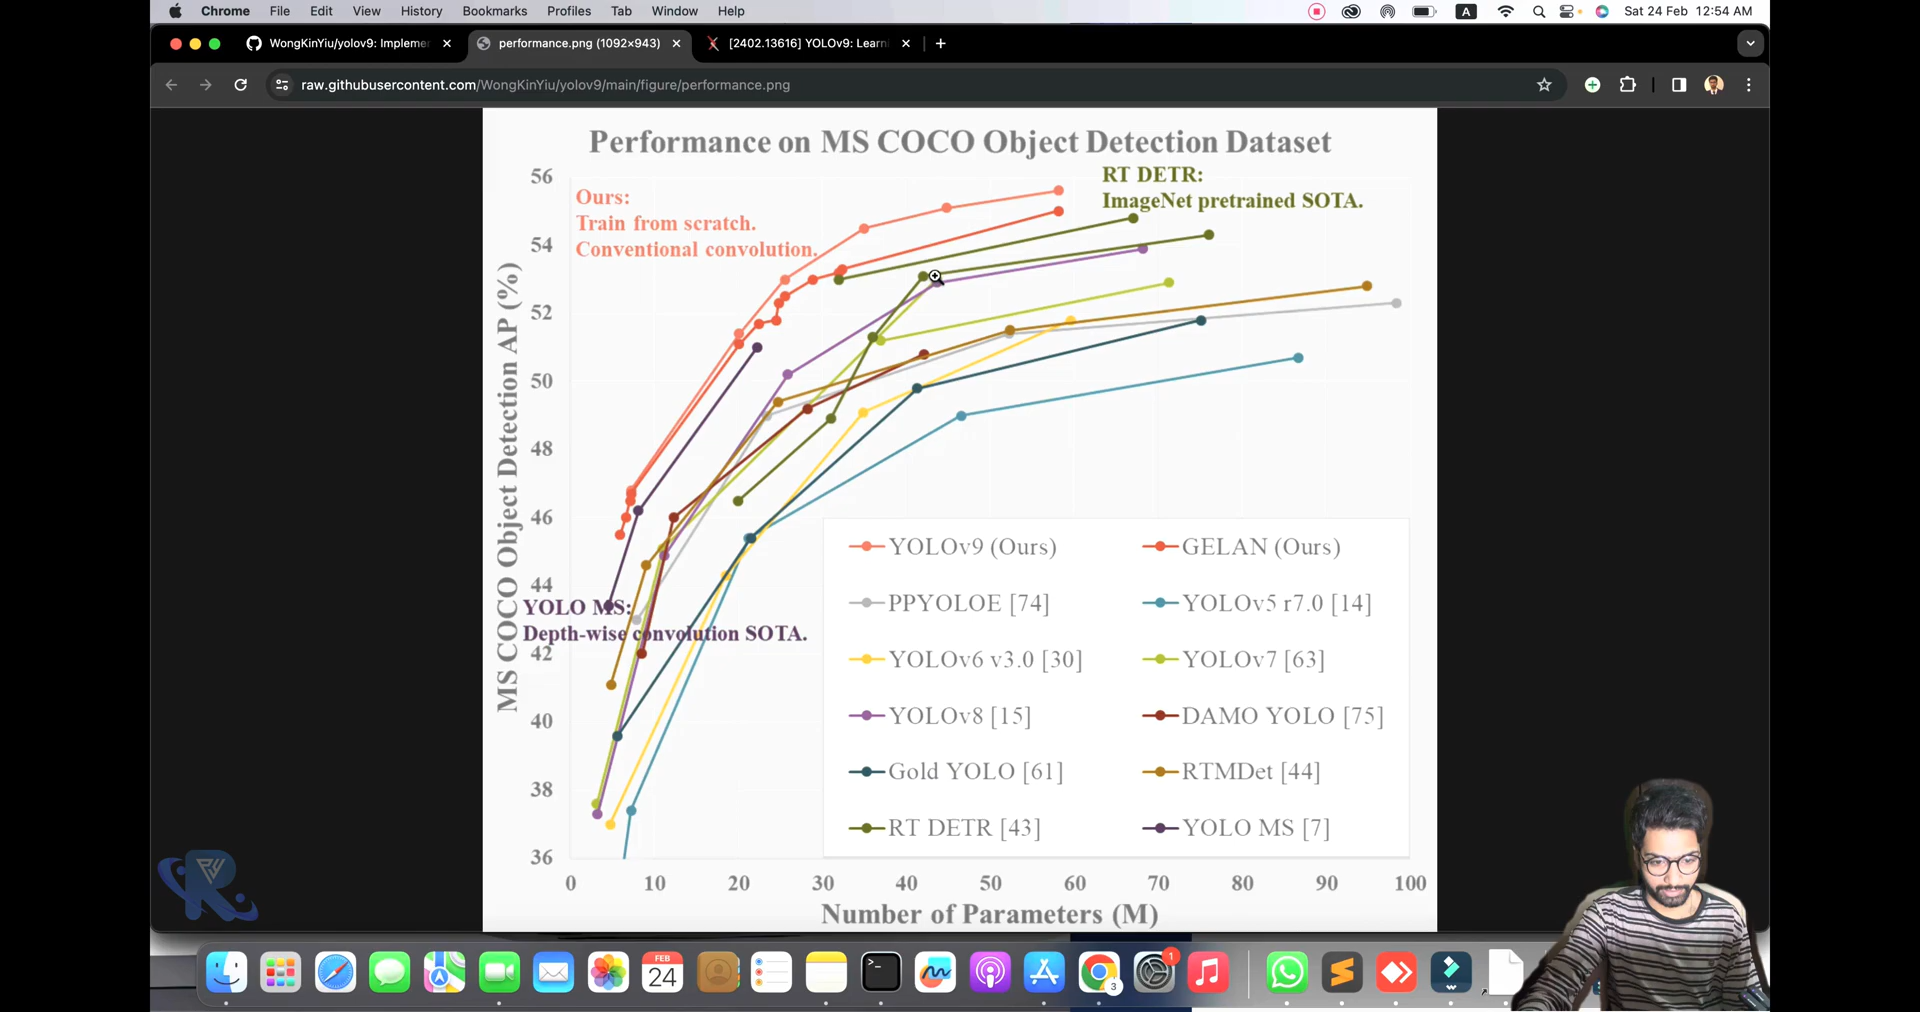 Chrome File Edit View History Bookmarks Profiles Tab Window Help
A Sat 24 Feb 12:54 AM
WongKinYiu/yolov9: Implemen
performance.png (1092×943)
[2402.13616] YOLOv9: Learni
raw.githubusercontent.com/WongKinYiu/yolov9/main/figure/performance.png
Performance on MS COCO Object Detection Dataset
RT DETR:
ImageNet pretrained SOTA.
Ours:
Train from scratch.
Conventional convolution.
MS COCO Object Detection AP (%)
56
54
52
50
48
46
44
42
40
38
36
YOLO MS:
Depth-wise convolution SOTA.
YOLOv9 (Ours) GELAN (Ours)
PPYOLOE [74] YOLOv5 r7.0 [14]
YOLOv6 v3.0 [30] YOLOv7 [63]
YOLOv8 [15] DAMO YOLO [75]
Gold YOLO [61] RTMDet [44]
RT DETR [43] YOLO MS [7]
0 10 20 30 40 50 60 70 80 90 100
Number of Parameters (M)
FEB
24
3
1